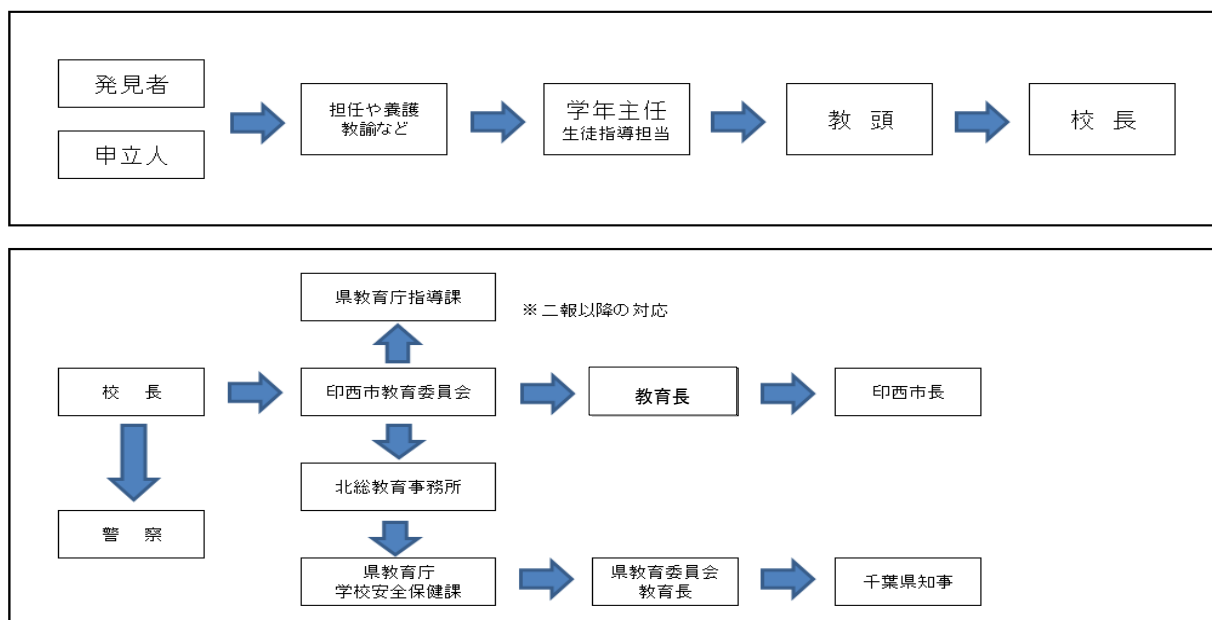 発見者
申立人
担任や養護
教諭など
学年主任
生徒指導担当
教 頭
校 長
県教育庁指導課
※二報以降の対応
校 長
印西市教育委員会
教育長
印西市長
北総教育事務所
警 察
県教育庁
学校安全保健課
県教育委員会
教育長
千葉県知事